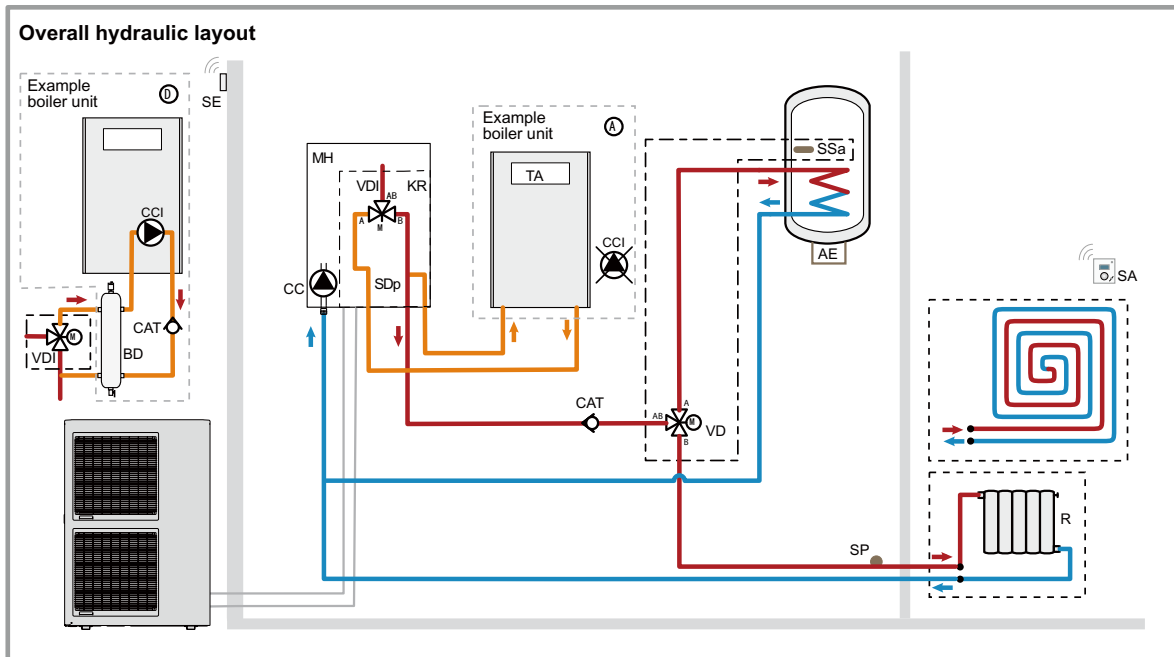 Overall hydraulic layout
Example
boiler unit
D
SE
CCI
CAT
M
VDI
BD
MH
VDI
KR
AB
A
B
M
SDp
CC
Example
boiler unit
A
TA
CCI
SSa
AE
CAT
A
AB
M
VD
B
SA
R
SP